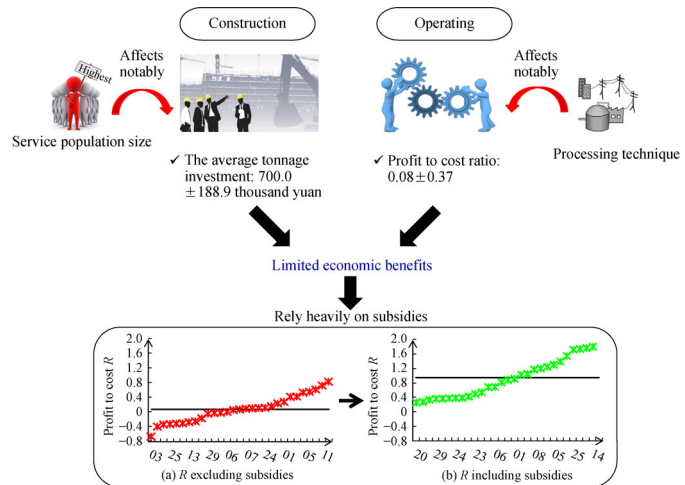 Construction
Operating
Affects
notably
Highest
Service population size
Affects
notably
Processing technique
✓ The average tonnage
investment: 700.0
±188.9 thousand yuan
✓ Profit to cost ratio:
0.08±0.37
Limited economic benefits
Rely heavily on subsidies
Profit to cost R
2.0
1.6
1.2
0.8
0.4
0
−0.4
−0.8
03 25 13 29 06 07 24 01 05 11
(a) R excluding subsidies
Profit to cost R
2.0
1.6
1.2
0.8
0.4
0
−0.4
−0.8
20 29 24 23 06 01 08 05 25 14
(b) R including subsidies